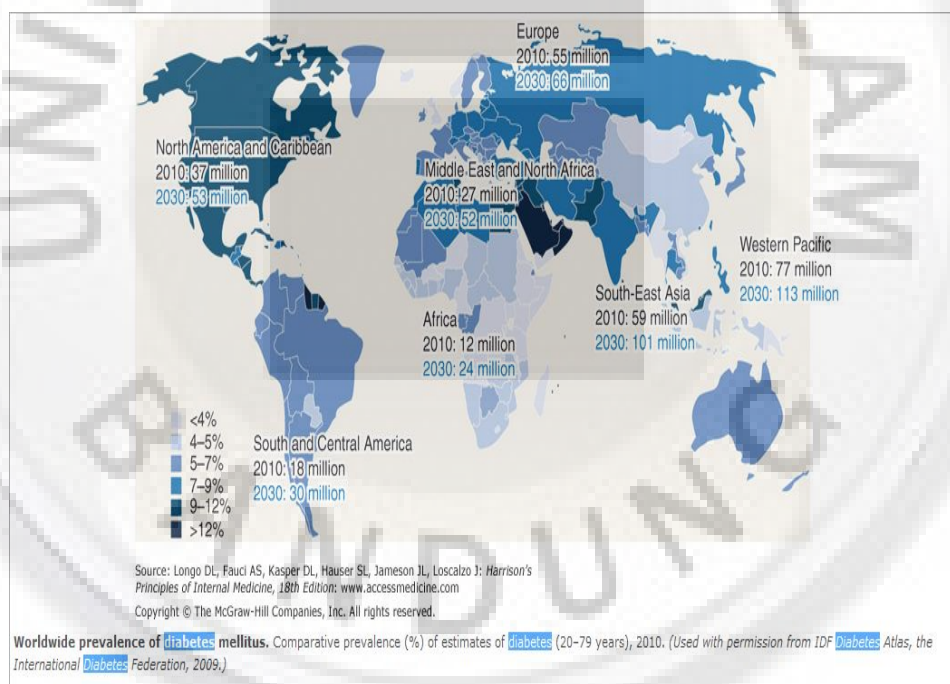 Europe
2010: 55 million
2030: 66 million
North America and Caribbean
2010: 37 million
2030: 53 million
Middle East and North Africa
2010: 27 million
2030: 52 million
Western Pacific
2010: 77 million
2030: 113 million
South-East Asia
2010: 59 million
2030: 101 million
Africa
2010: 12 million
2030: 24 million
South and Central America
2010: 18 million
2030: 30 million
<4%
4–5%
5–7%
7–9%
9–12%
>12%
Source: Longo DL, Fauci AS, Kasper DL, Hauser SL, Jameson JL, Loscalzo J: Harrison's
Principles of Internal Medicine, 18th Edition: www.accessmedicine.com
Copyright © The McGraw-Hill Companies, Inc. All rights reserved.
Worldwide prevalence of diabetes mellitus. Comparative prevalence (%) of estimates of diabetes (20–79 years), 2010. (Used with permission from IDF Diabetes Atlas, the
International Diabetes Federation, 2009.)